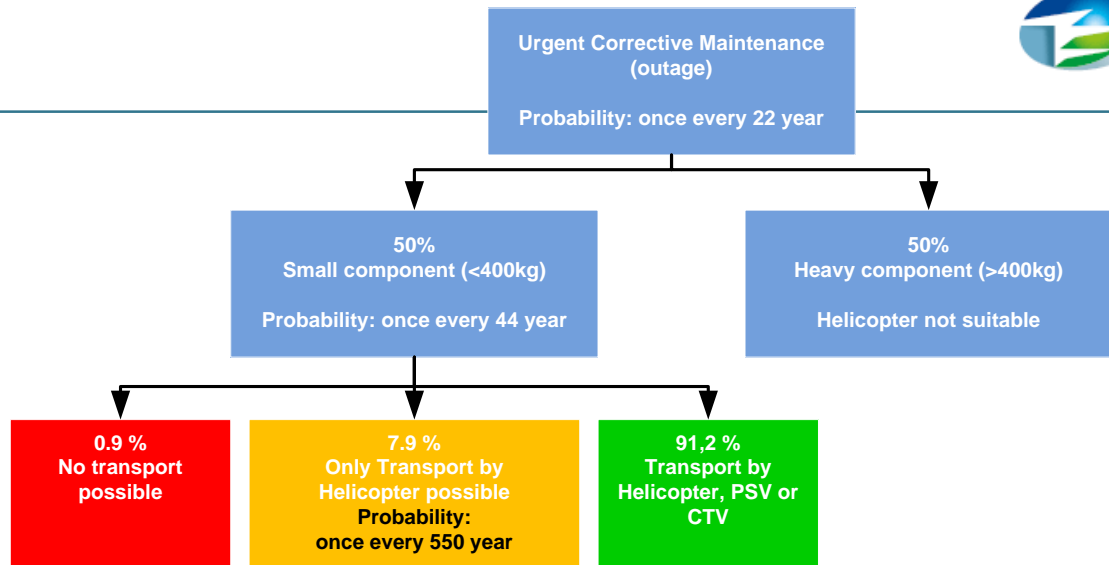 Urgent Corrective Maintenance
(outage)
Probability: once every 22 year
50%
Small component (<400kg)
Probability: once every 44 year
50%
Heavy component (>400kg)
Helicopter not suitable
0.9 %
No transport
possible
7.9 %
Only Transport by
Helicopter possible
Probability:
once every 550 year
91,2 %
Transport by
Helicopter, PSV or
CTV